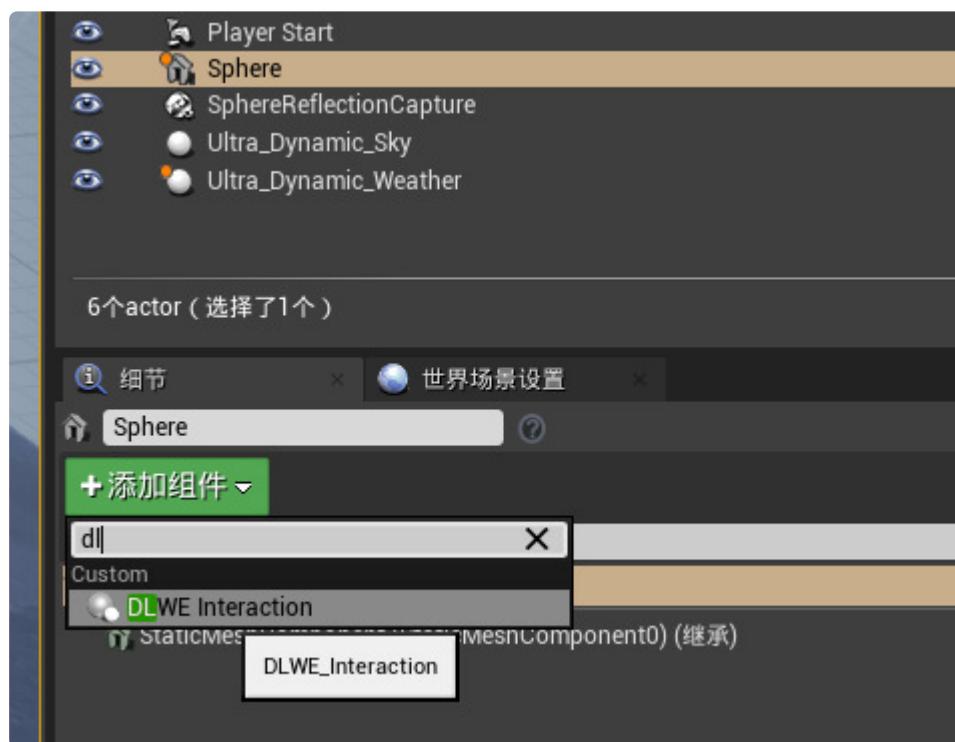 Player Start
Sphere
SphereReflectionCapture
Ultra_Dynamic_Sky
Ultra_Dynamic_Weather
6个actor（选择了1个）
细节 世界场景设置
Sphere
+添加组件
dl
Custom
DLWE Interaction
(继承)
DLWE_Interaction